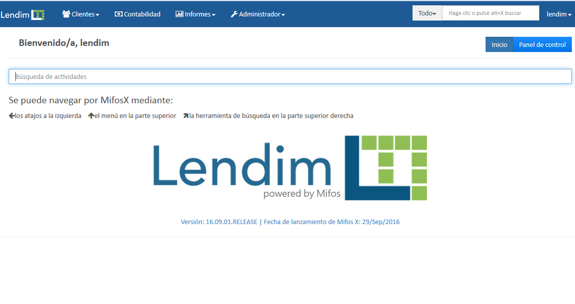 Lendim Clientes Contabilidad Informes Administrador Todo Haga clic o pulse alt+X buscar lendim
Bienvenido/a, lendim
Inicio Panel de control
Búsqueda de actividades
Se puede navegar por MifosX mediante:
los atajos a la izquierda el menú en la parte superior la herramienta de búsqueda en la parte superior derecha
Lendim
powered by Mifos
Versión: 16.09.01.RELEASE | Fecha de lanzamiento de Mifos X: 29/Sep/2016